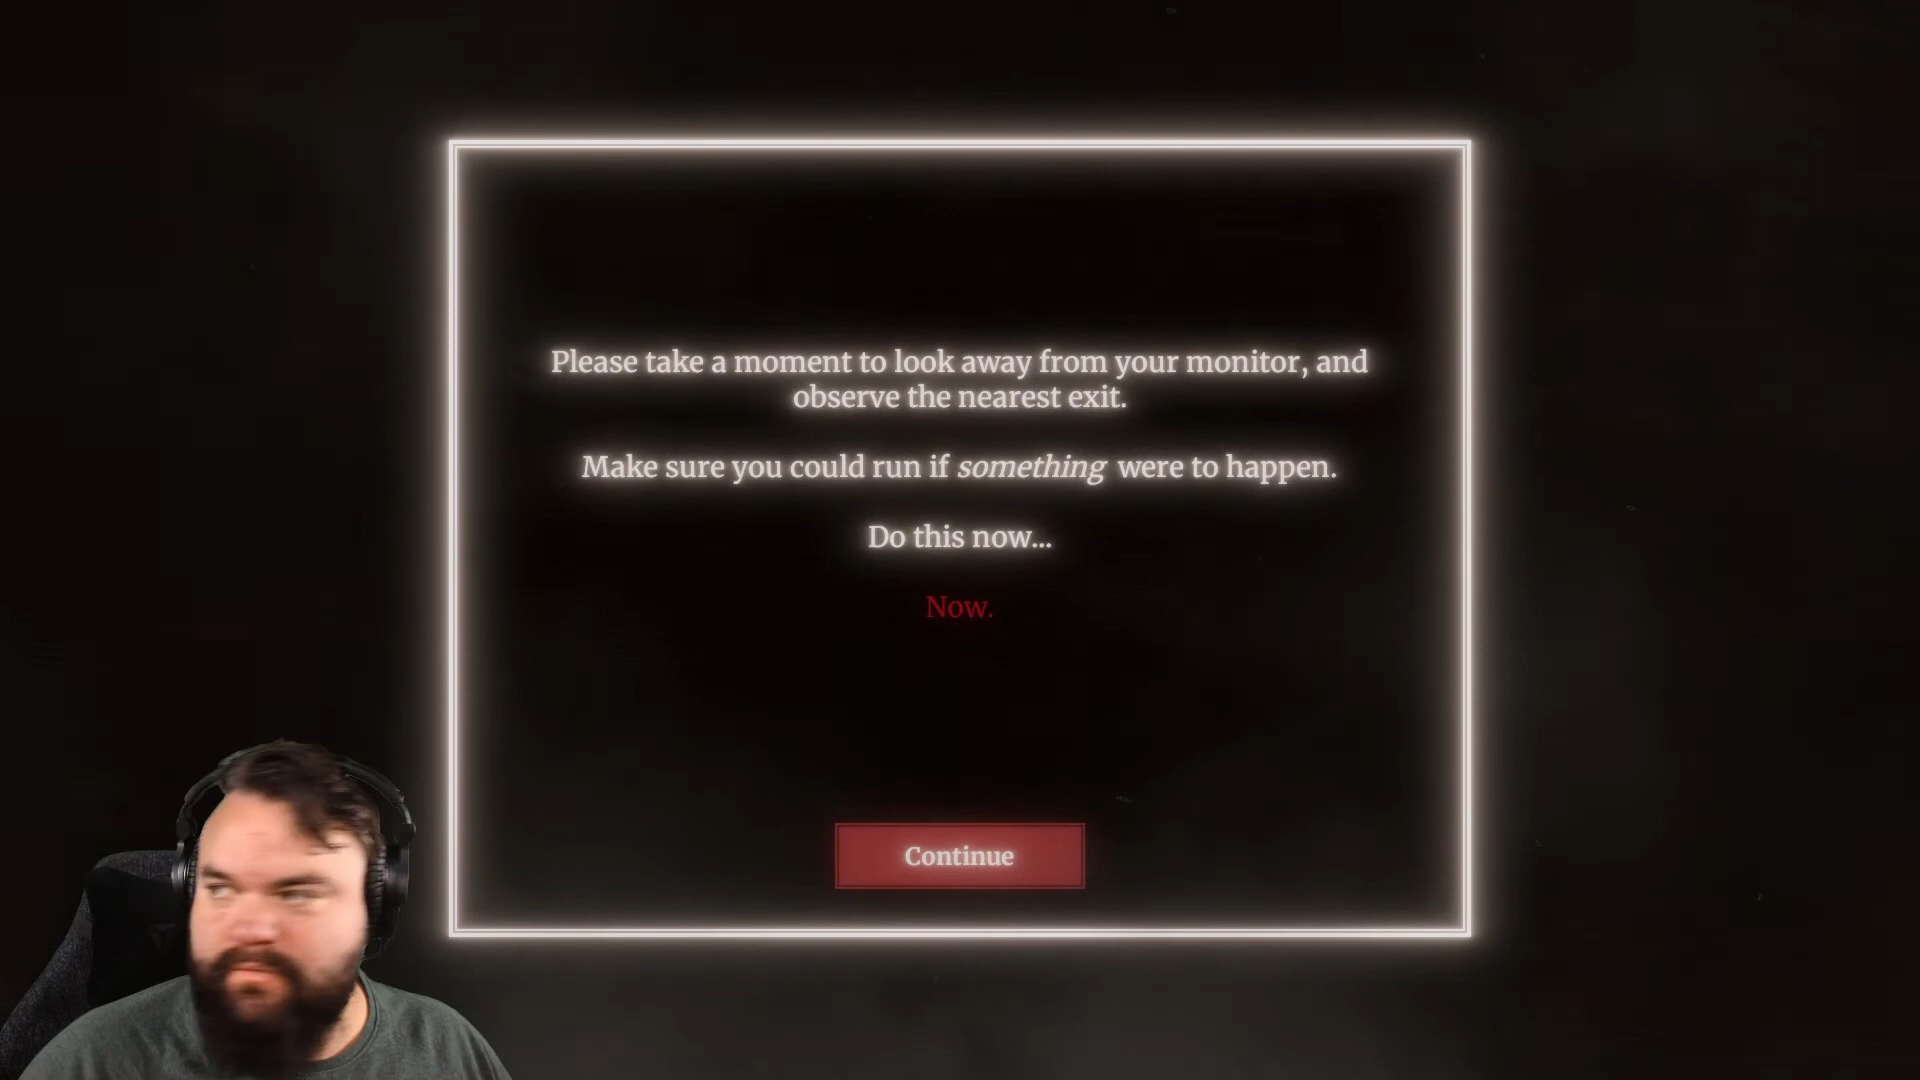 Please take a moment to look away from your monitor, and
observe the nearest exit.
Make sure you could run if something were to happen.
Do this now...
Now.
Continue